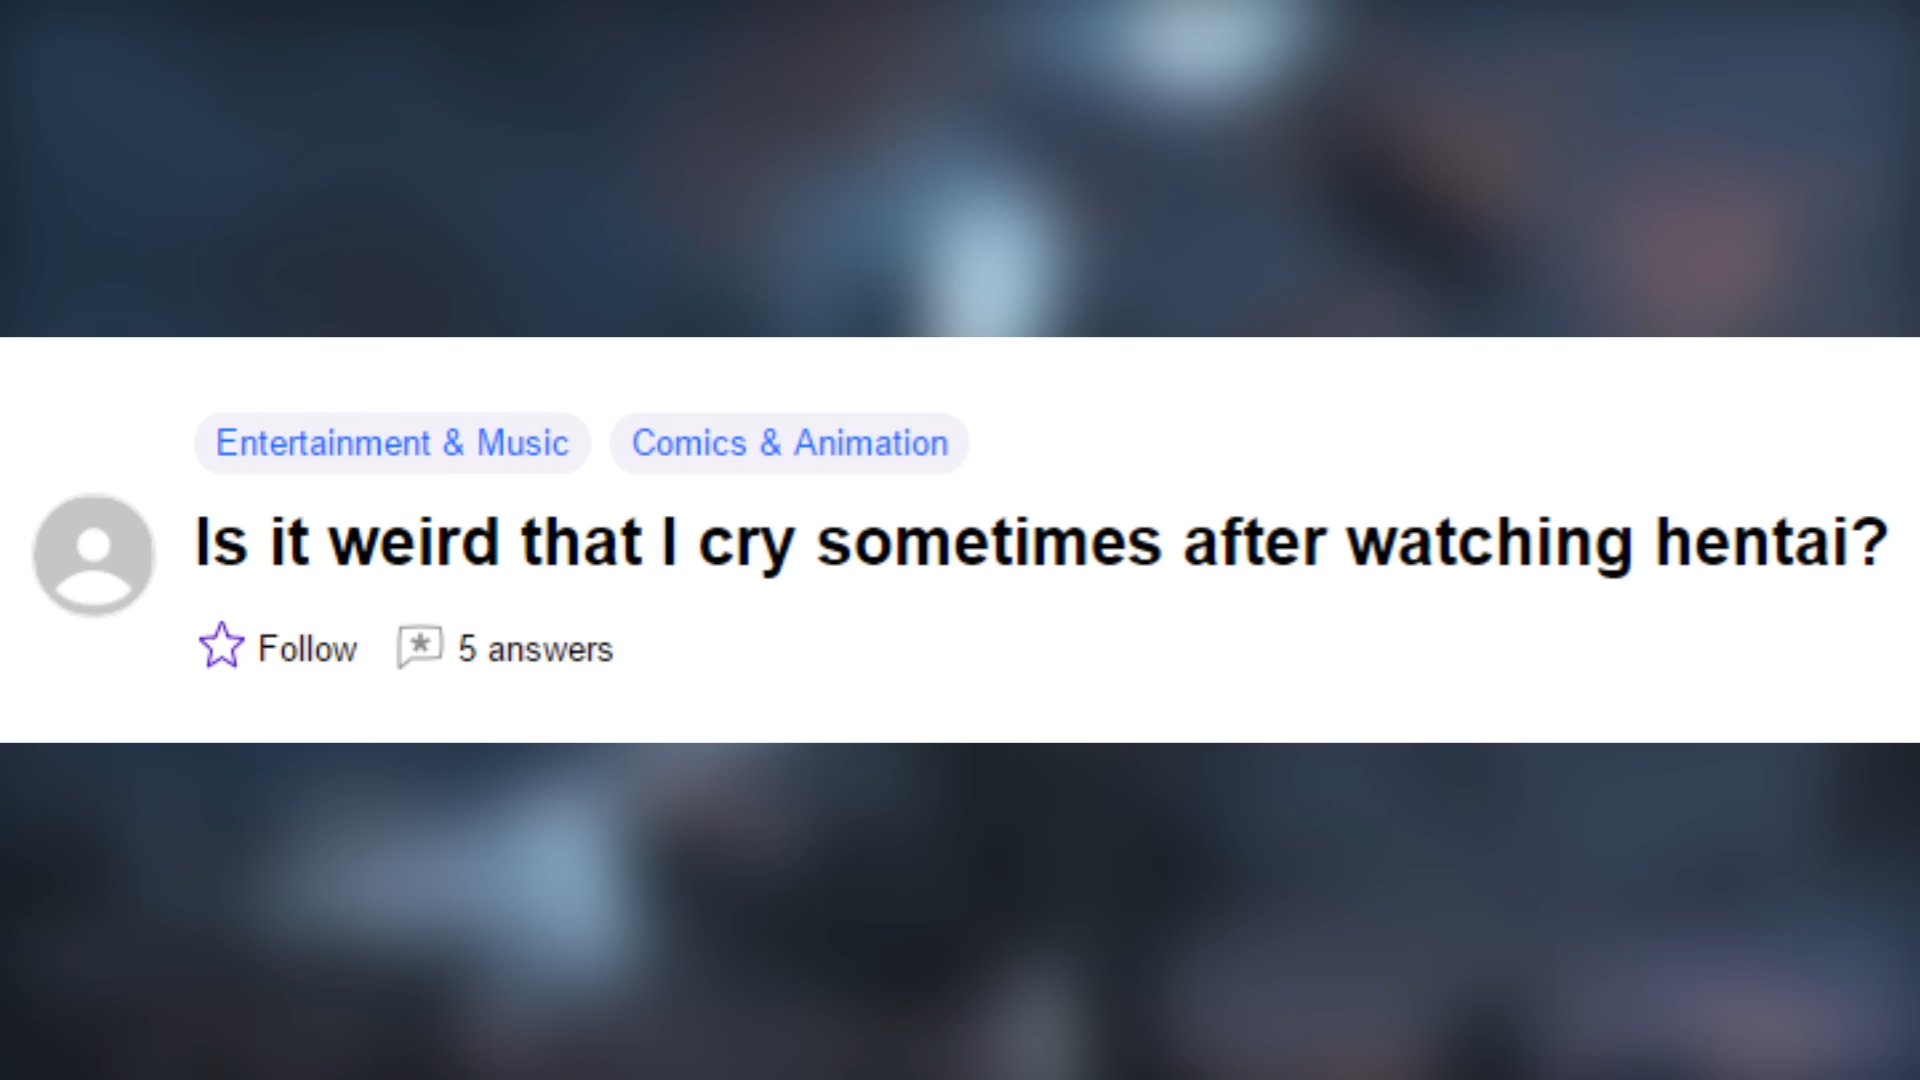 Entertainment & Music Comics & Animation
Is it weird that I cry sometimes after watching hentai?
Follow 5 answers